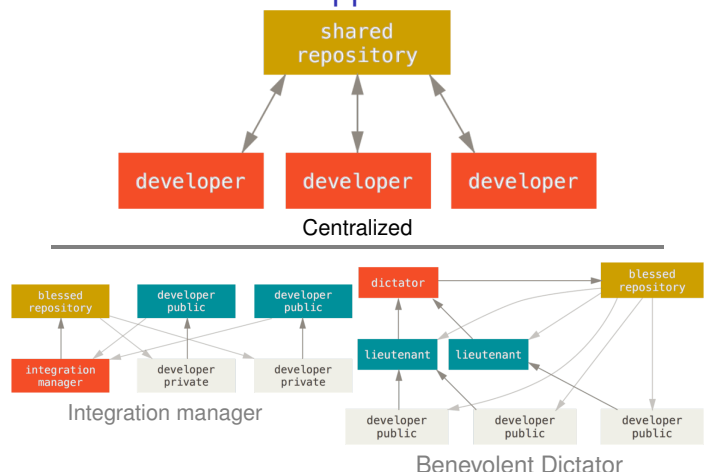 shared
repository
developer
developer
developer
Centralized
blessed
repository
developer
public
developer
public
integration
manager
developer
private
developer
private
Integration manager
dictator
blessed
repository
lieutenant
lieutenant
developer
public
developer
public
developer
public
Benevolent Dictator